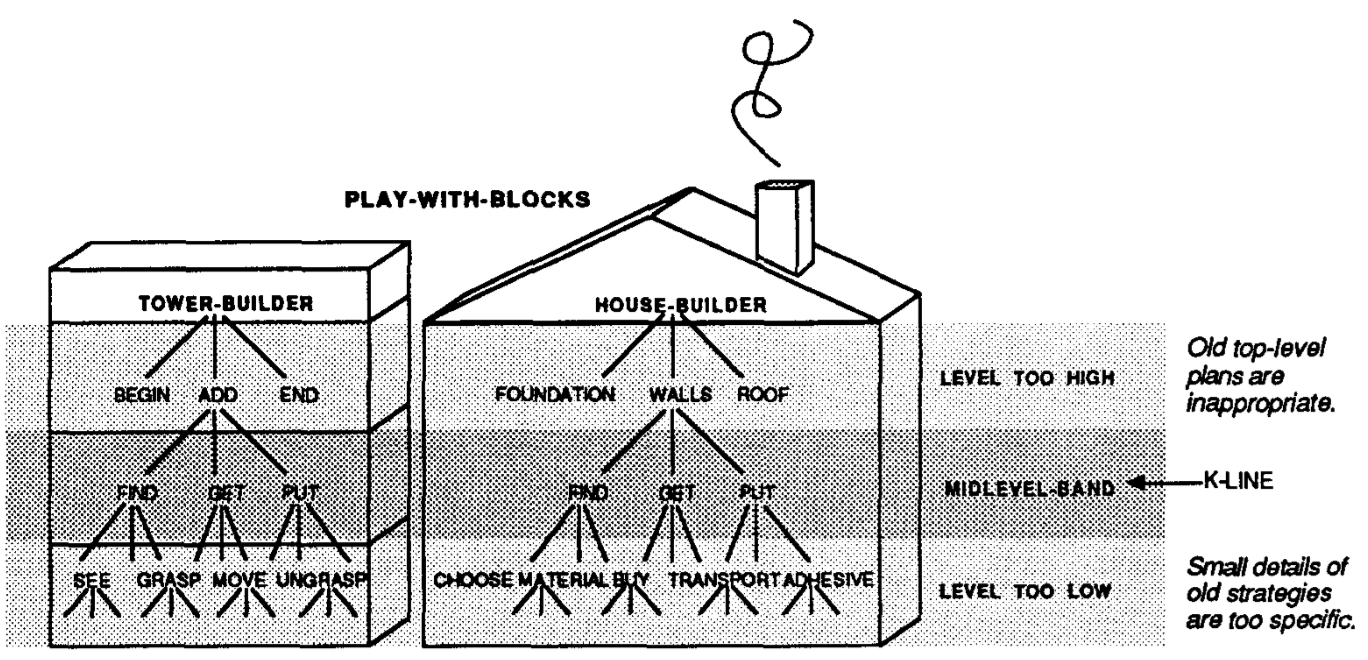 PLAY-WITH-BLOCKS
TOWER-BUILDER
HOUSE-BUILDER
BEGIN ADD END
FOUNDATION WALLS ROOF
LEVEL TOO HIGH
Old top-level
plans are
inappropriate.
FIND GET PUT
FIND GET PUT
MIDLEVEL-BAND
K-LINE
SEE GRASP MOVE UNGRASP
CHOOSE MATERIAL BUY TRANSPORT ADHESIVE
LEVEL TOO LOW
Small details of
old strategies
are too specific.